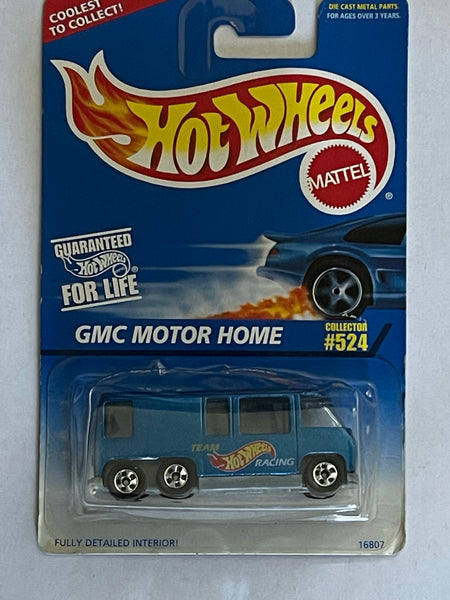 COOLEST
TO COLLECT!
DIE CAST METAL PARTS.
FOR AGES OVER 3 YEARS.
Hot Wheels
MATTEL
®
GUARANTEED
Hot Wheels ®
FOR LIFE
GMC MOTOR HOME
COLLECTOR
#524
TEAM
Hot Wheels
RACING
FULLY DETAILED INTERIOR!
16807